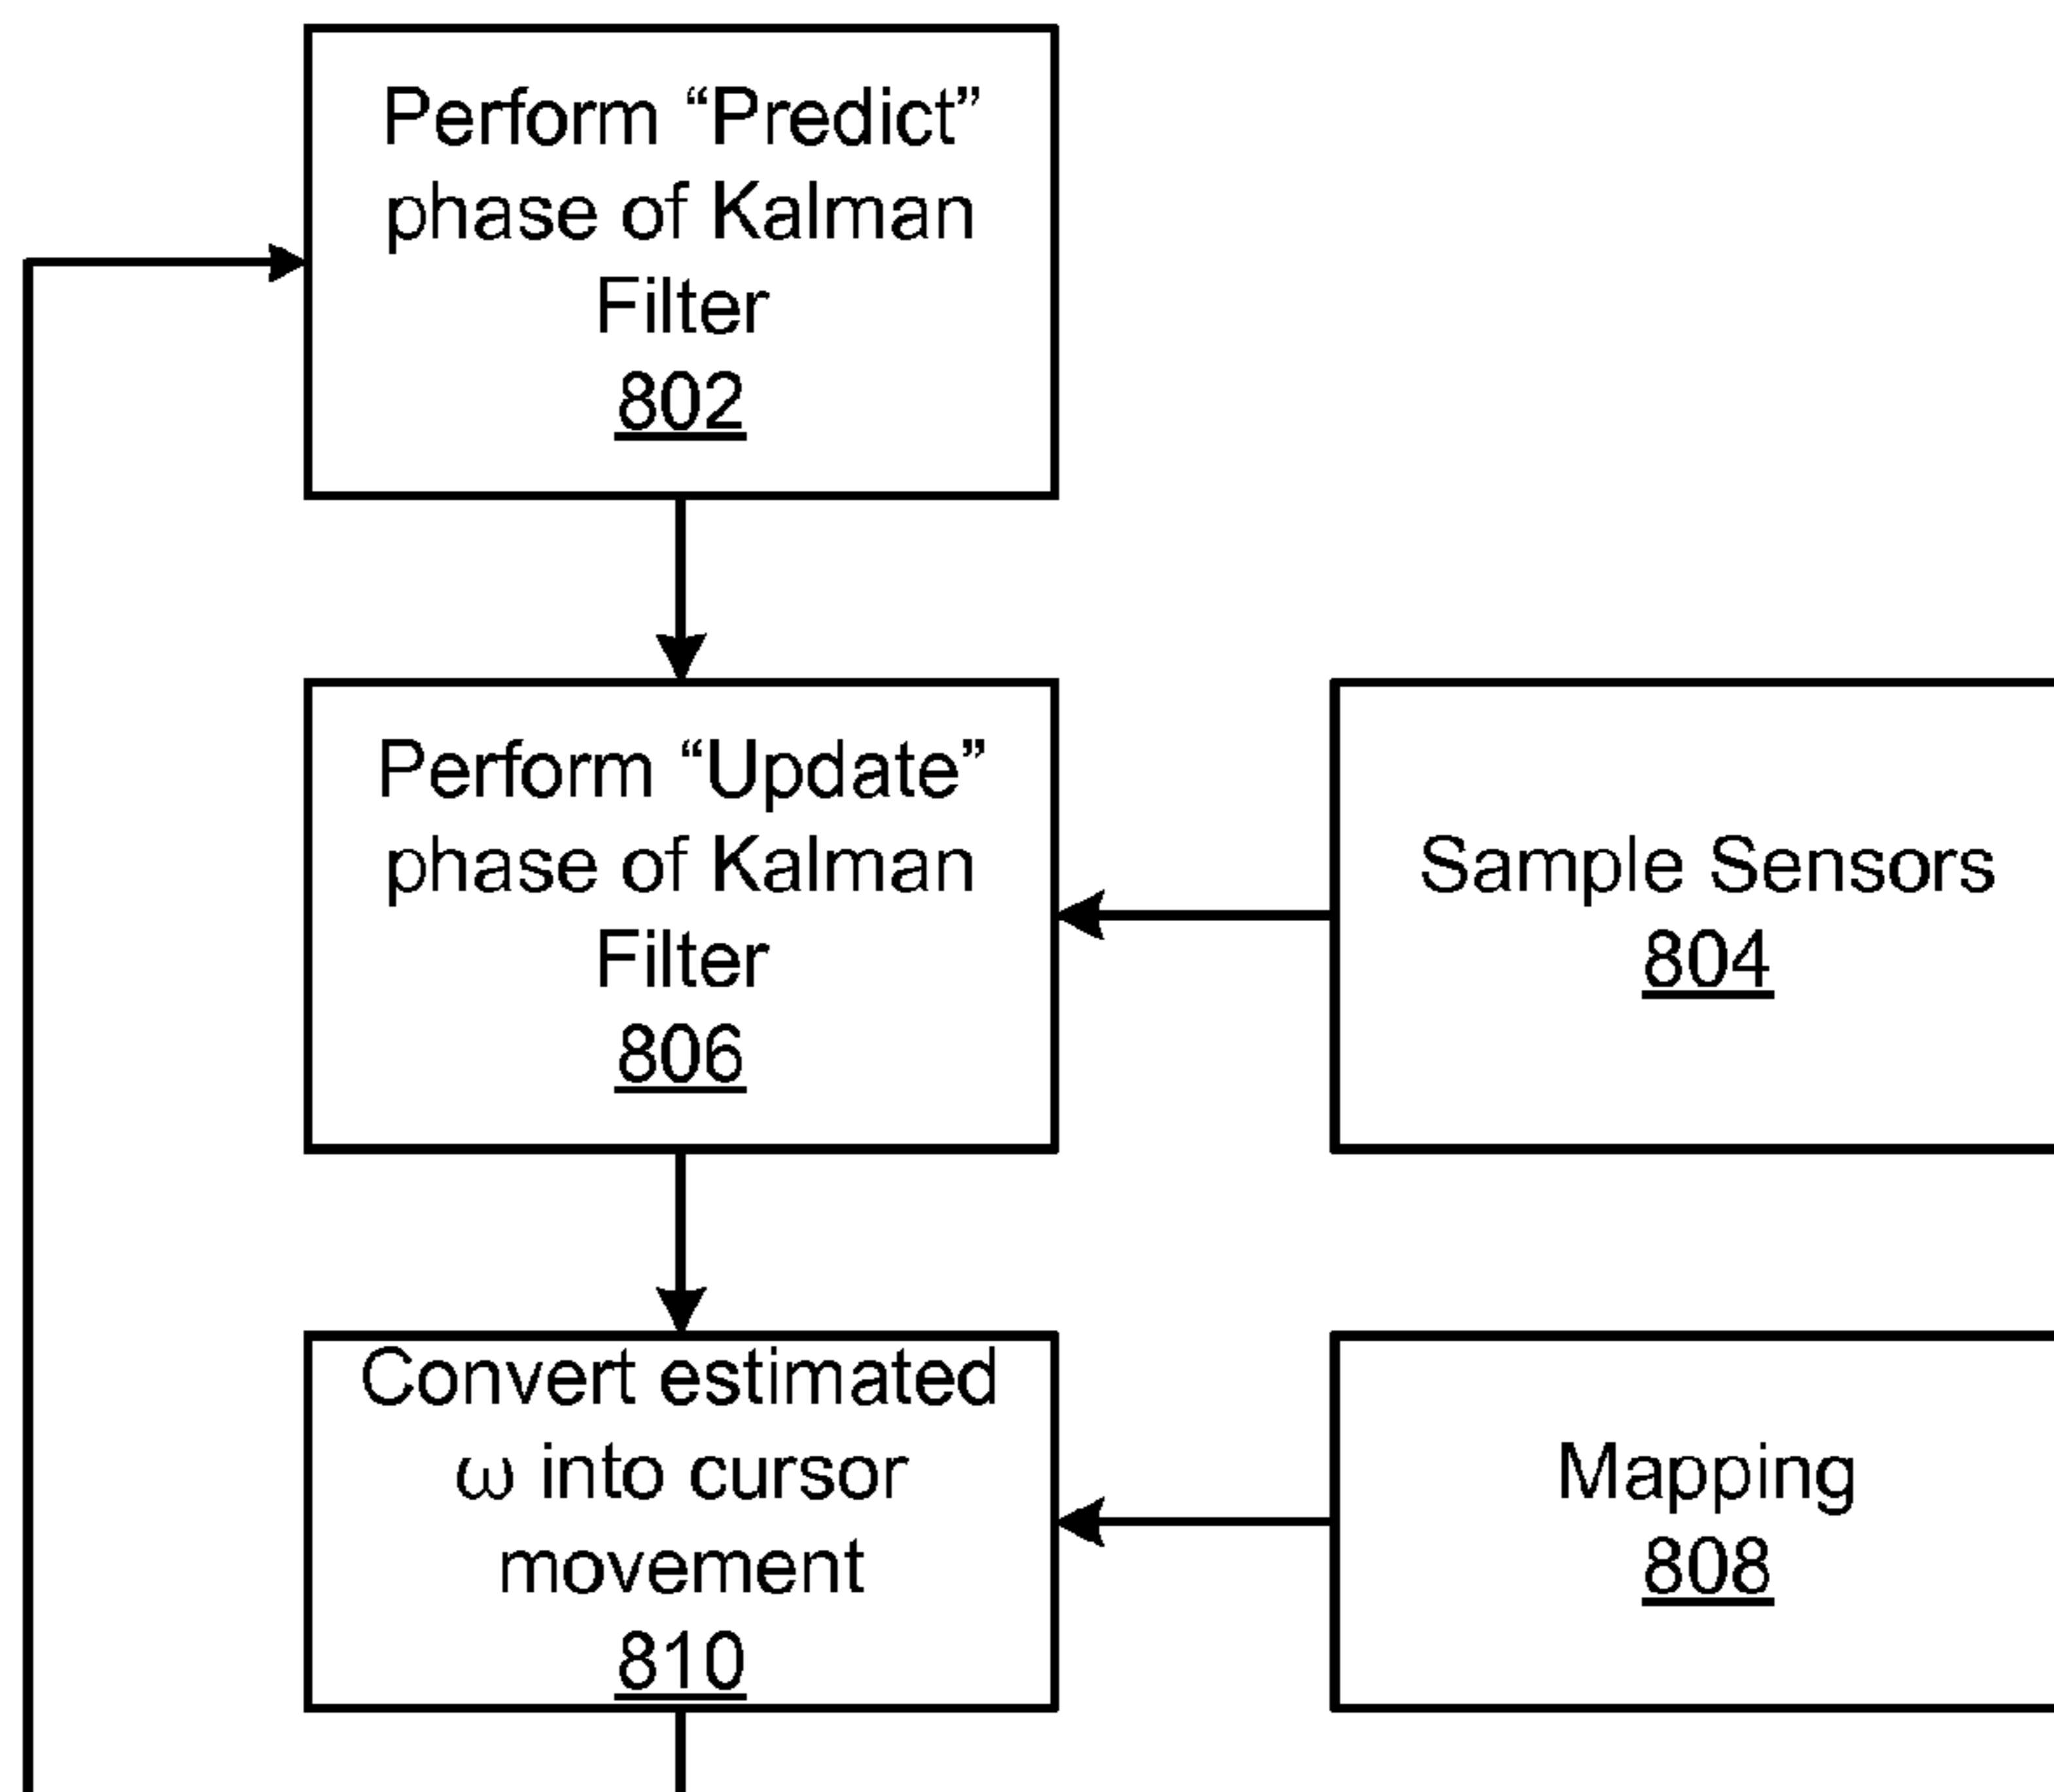 Perform “Predict”
phase of Kalman
Filter
802
Perform “Update”
phase of Kalman
Filter
806
Sample Sensors
804
Convert estimated
ω into cursor
movement
810
Mapping
808